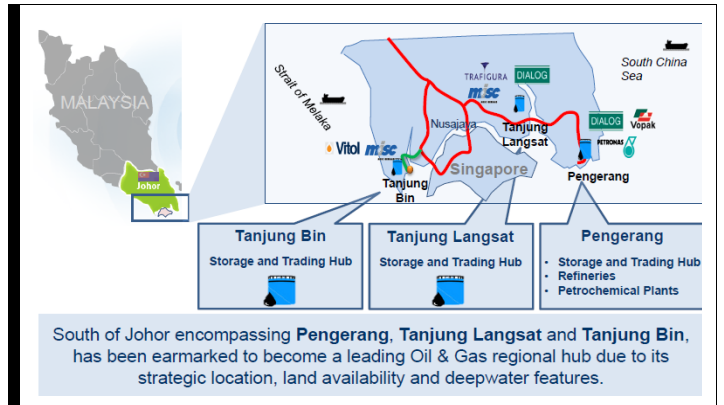 MALAYSIA
Johor
Strait of Melaka
South China
Sea
TRAFIGURA
DIALOG
misc
Nusajaya
Tanjung
Langsat
DIALOG
Vopak
PETRONAS
Vitol
misc
Singapore
Tanjung
Bin
Pengerang
Tanjung Bin
Storage and Trading Hub
Tanjung Langsat
Storage and Trading Hub
Pengerang
• Storage and Trading Hub
• Refineries
• Petrochemical Plants
South of Johor encompassing Pengerang, Tanjung Langsat and Tanjung Bin,
has been earmarked to become a leading Oil & Gas regional hub due to its
strategic location, land availability and deepwater features.